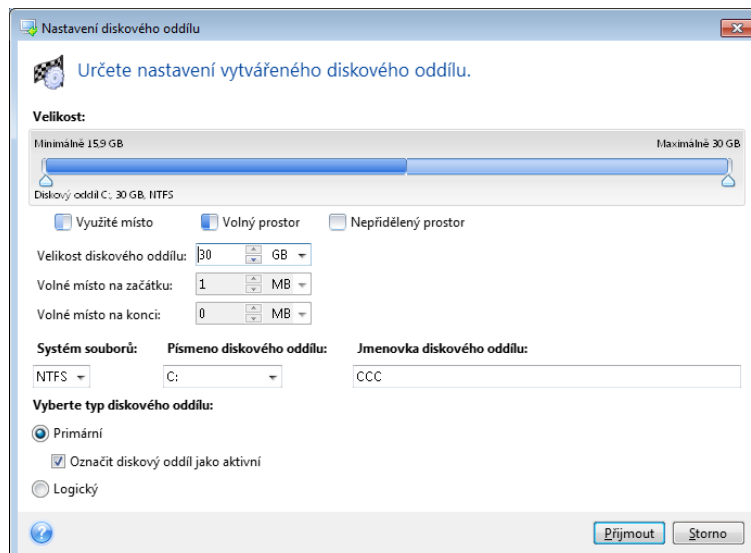 Nastavení diskového oddílu
Určete nastavení vytvářeného diskového oddílu.
Velikost:
Minimálně 15,9 GB Maximálně 30 GB
Diskový oddíl C:, 30 GB, NTFS
Využité místo Volný prostor Nepřidělený prostor
Velikost diskového oddílu: 30 GB
Volné místo na začátku: 1 MB
Volné místo na konci: 0 MB
Systém souborů: Písmeno diskového oddílu: Jmenovka diskového oddílu:
NTFS C: CCC
Vyberte typ diskového oddílu:
Primární
Označit diskový oddíl jako aktivní
Logický
Přijmout Storno